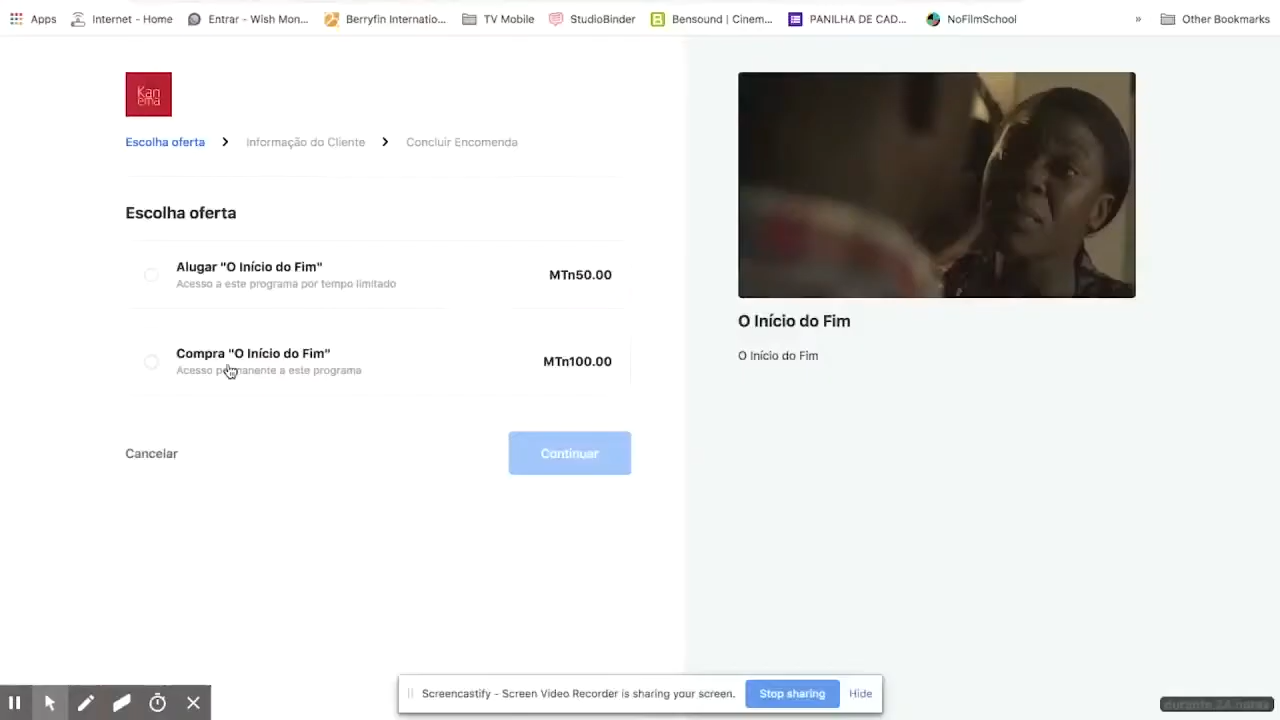 Apps Internet - Home Entrar - Wish Mon... Berryfin Internatio... TV Mobile StudioBinder Bensound | Cinem... PANILHA DE CAD... NoFilmSchool » Other Bookmarks
Kan
ema
Escolha oferta Informação do Cliente Concluir Encomenda
Escolha oferta
Alugar "O Início do Fim"
Acesso a este programa por tempo limitado
MTn50.00
Compra "O Início do Fim"
Acesso permanente a este programa
MTn100.00
Cancelar
Continuar
O Início do Fim
O Início do Fim
Screencastify - Screen Video Recorder is sharing your screen. Stop sharing Hide